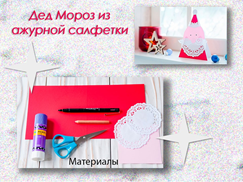 Дед Мороз из
ажурной салфетки
Материалы